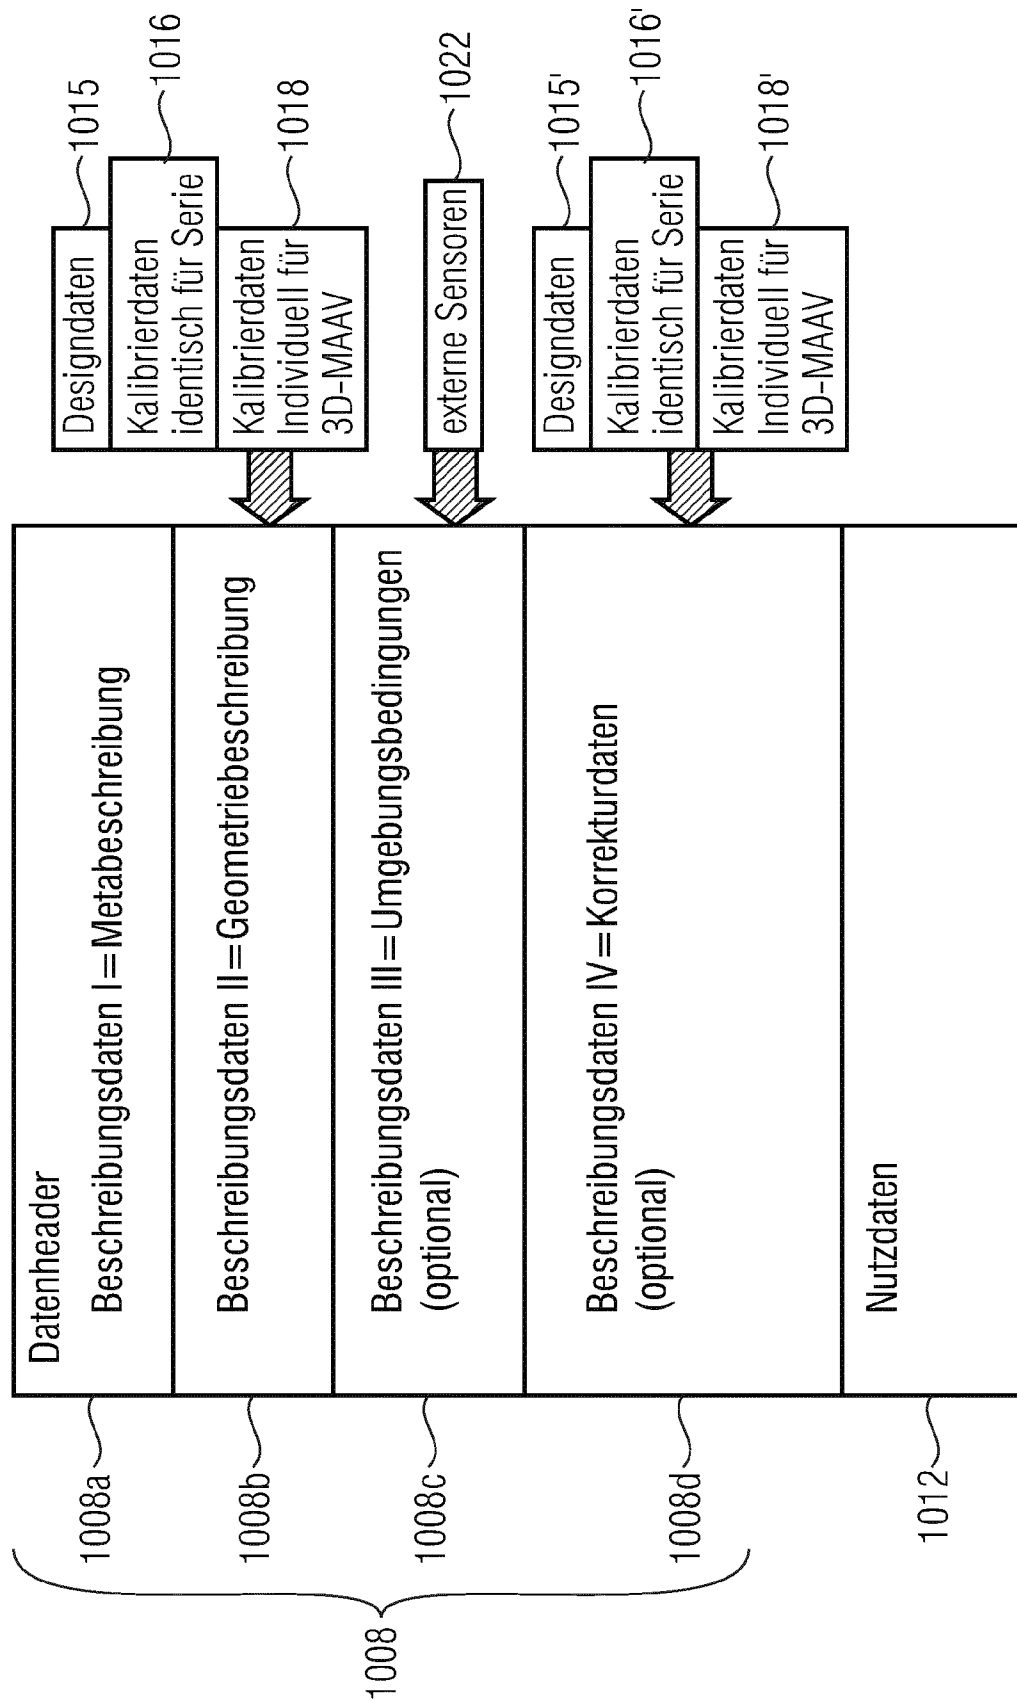 Datenheader
1008a
Beschreibungsdaten I=Metabeschreibung
1008b
Beschreibungsdaten II=Geometriebeschreibung
1008c
Beschreibungsdaten III=Umgebungsbedingungen
(optional)
1008d
Beschreibungsdaten IV=Korrekturdaten
(optional)
1008
1012
Nutzdaten
Designdaten
1015
Kalibrierdaten
identisch für Serie
1016
Kalibrierdaten
Individuell für
3D-MAAV
1018
externe Sensoren
1022
Designdaten
1015'
Kalibrierdaten
identisch für Serie
1016'
Kalibrierdaten
Individuell für
3D-MAAV
1018'